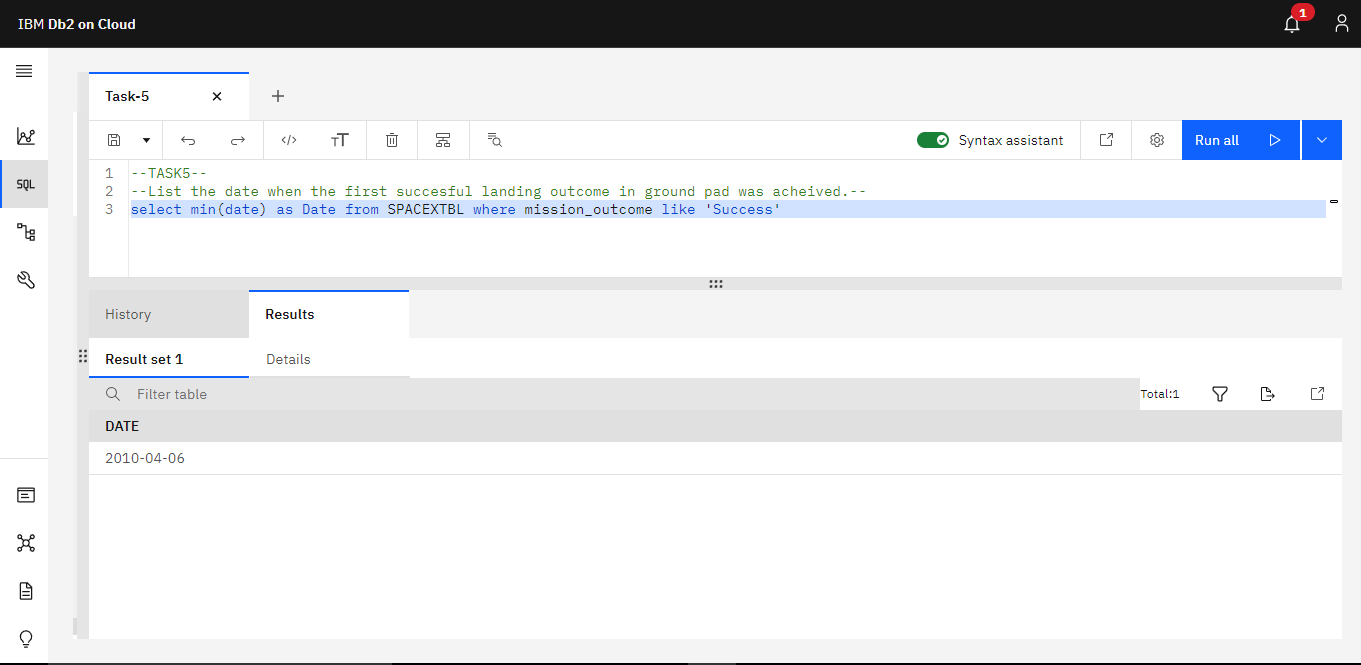 IBM Db2 on Cloud
1
Task-5
Syntax assistant
Run all
1 --TASK5--
2 --List the date when the first succesful landing outcome in ground pad was acheived.--
3 select min(date) as Date from SPACEXTBL where mission_outcome like 'Success'
SQL
History
Results
Result set 1
Details
Filter table
Total:1
DATE
2010-04-06